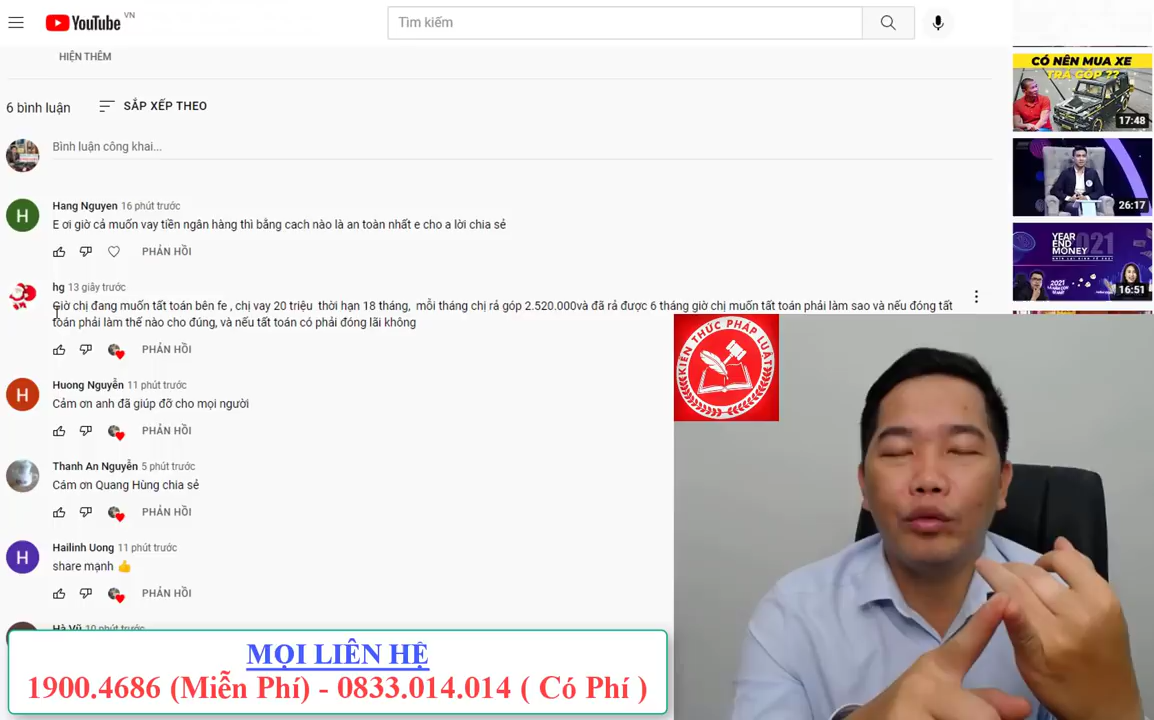 YouTube VN
Tìm kiếm
HIỆN THÊM
6 bình luận
SẮP XẾP THEO
Bình luận công khai...
Hang Nguyen 16 phút trước
E ơi giờ cả muốn vay tiền ngân hàng thì bằng cach nào là an toàn nhất e cho a lời chia sẻ
PHẢN HỒI
hg 13 giây trước
Giờ chị đang muốn tất toán bên fe , chị vay 20 triệu thời hạn 18 tháng, mỗi tháng chị rả góp 2.520.000và đã rả được 6 tháng giờ chị muốn tất toán phải làm sao và nếu đóng tất
toán phải làm thế nào cho đúng, và nếu tất toán có phải đóng lãi không
PHẢN HỒI
Huong Nguyễn 11 phút trước
Cảm ơn anh đã giúp đỡ cho mọi người
PHẢN HỒI
Thanh An Nguyễn 5 phút trước
Cám ơn Quang Hùng chia sẻ
PHẢN HỒI
Hailinh Uong 11 phút trước
share mạnh 👍
PHẢN HỒI
Hà Vũ 10 phút trước
MỌI LIÊN HỆ
1900.4686 (Miễn Phí) - 0833.014.014 ( Có Phí )
CÓ NÊN MUA XE
TRẢ GÓP ??
17:48
26:17
YEAR
END
MONEY
2021
16:51
KIẾN THỨC PHÁP LUẬT